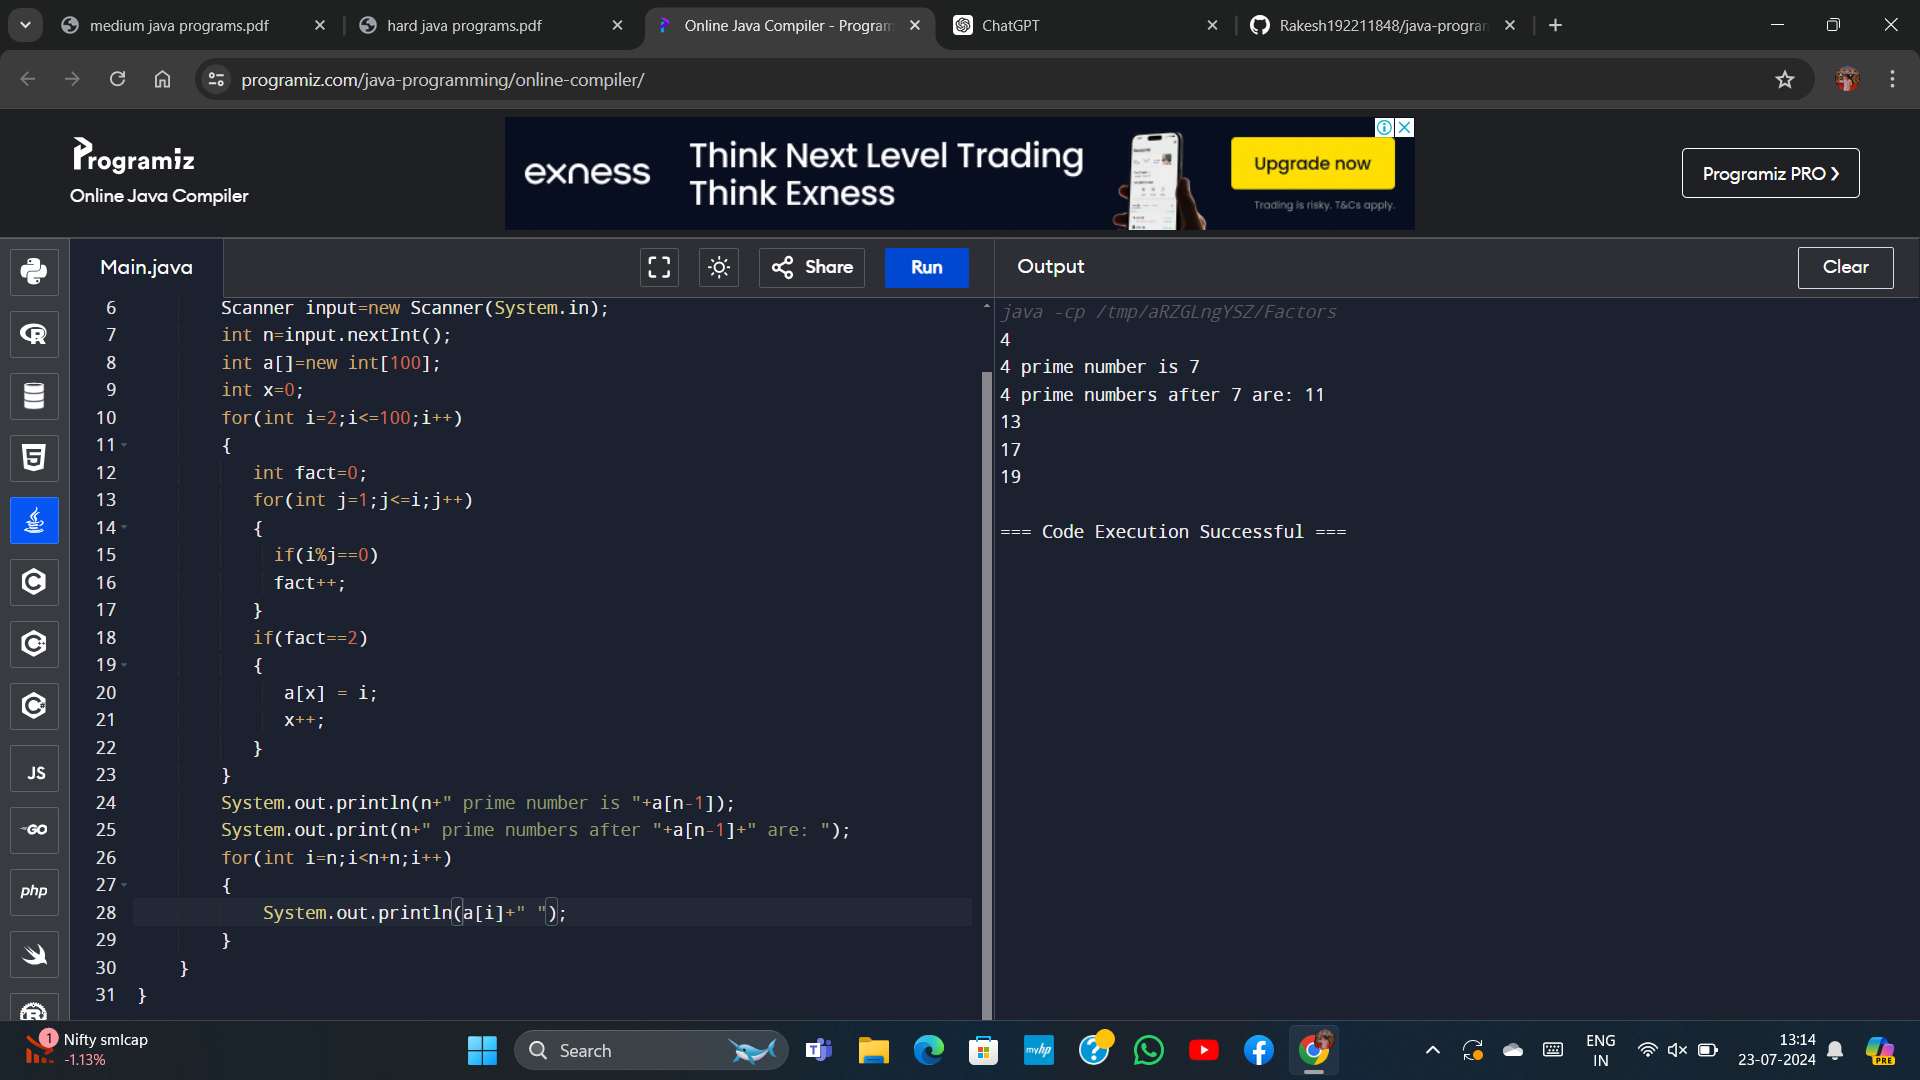 medium java programs.pdf
hard java programs.pdf
Online Java Compiler - Program
ChatGPT
Rakesh192211848/java-program
programiz.com/java-programming/online-compiler/
Programiz
Online Java Compiler
exness
Think Next Level Trading
Think Exness
Upgrade now
Trading is risky. T&Cs apply.
Programiz PRO
Main.java
Share
Run
Output
Clear
6 Scanner input=new Scanner(System.in);
7 int n=input.nextInt();
8 int a[]=new int[100];
9 int x=0;
10 for(int i=2;i<=100;i++)
11 {
12 int fact=0;
13 for(int j=1;j<=i;j++)
14 {
15 if(i%j==0)
16 fact++;
17 }
18 if(fact==2)
19 {
20 a[x] = i;
21 x++;
22 }
23 }
24 System.out.println(n+" prime number is "+a[n-1]);
25 System.out.print(n+" prime numbers after "+a[n-1]+" are: ");
26 for(int i=n;i<n+n;i++)
27 {
28 System.out.println(a[i]+" ");
29 }
30 }
31 }
java -cp /tmp/aRZGLngYSZ/Factors
4
4 prime number is 7
4 prime numbers after 7 are: 11
13
17
19
=== Code Execution Successful ===
JS
GO
php
1
Nifty smlcap
-1.13%
Search
myhp
ENG
IN
13:14
23-07-2024
PRE